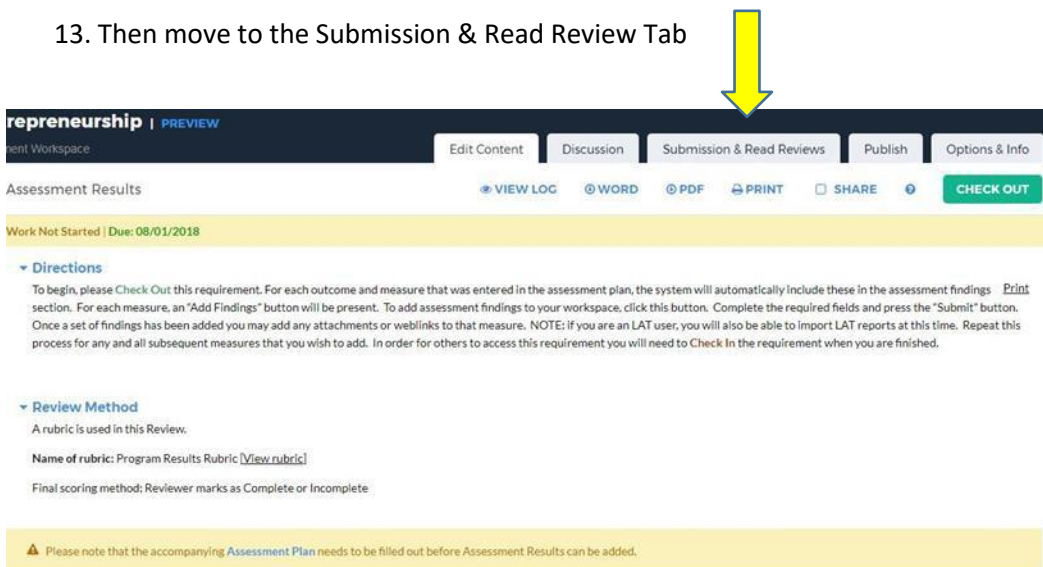 13. Then move to the Submission & Read Review Tab
repreneurship | PREVIEW
nent Workspace
Edit Content Discussion Submission & Read Reviews Publish Options & Info
Assessment Results VIEW LOG WORD PDF PRINT SHARE ? CHECK OUT
Work Not Started | Due: 08/01/2018
Directions
To begin, please Check Out this requirement. For each outcome and measure that was entered in the assessment plan, the system will automatically include these in the assessment findings Print
section. For each measure, an "Add Findings" button will be present. To add assessment findings to your workspace, click this button. Complete the required fields and press the "Submit" button.
Once a set of findings has been added you may add any attachments or weblinks to that measure. NOTE: if you are an LAT user, you will also be able to import LAT reports at this time. Repeat this
process for any and all subsequent measures that you wish to add. In order for others to access this requirement you will need to Check In the requirement when you are finished.
Review Method
A rubric is used in this Review.
Name of rubric: Program Results Rubric [View rubric]
Final scoring method: Reviewer marks as Complete or Incomplete
Please note that the accompanying Assessment Plan needs to be filled out before Assessment Results can be added.